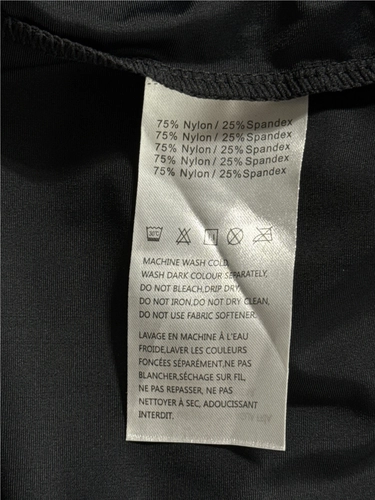 75% Nylon / 25%Spandex
75% Nylon / 25%Spandex
75% Nylon / 25%Spandex
75% Nylon / 25%Spandex
75% Nylon / 25%Spandex
30°C
MACHINE WASH COLD.
WASH DARK COLOUR SEPARATELY,
DO NOT BLEACH,DRIP DRY,
DO NOT IRON,DO NOT DRY CLEAN,
DO NOT USE FABRIC SOFTENER.
LAVAGE EN MACHINE À L'EAU
FROIDE,LAVER LES COULEURS
FONCÉES SÉPARÉMENT,NE PAS
BLANCHER,SÉCHAGE SUR FIL,
NE PAS REPASSER, NE PAS
NETTOYER À SEC, ADOUCISSANT
INTERDIT.